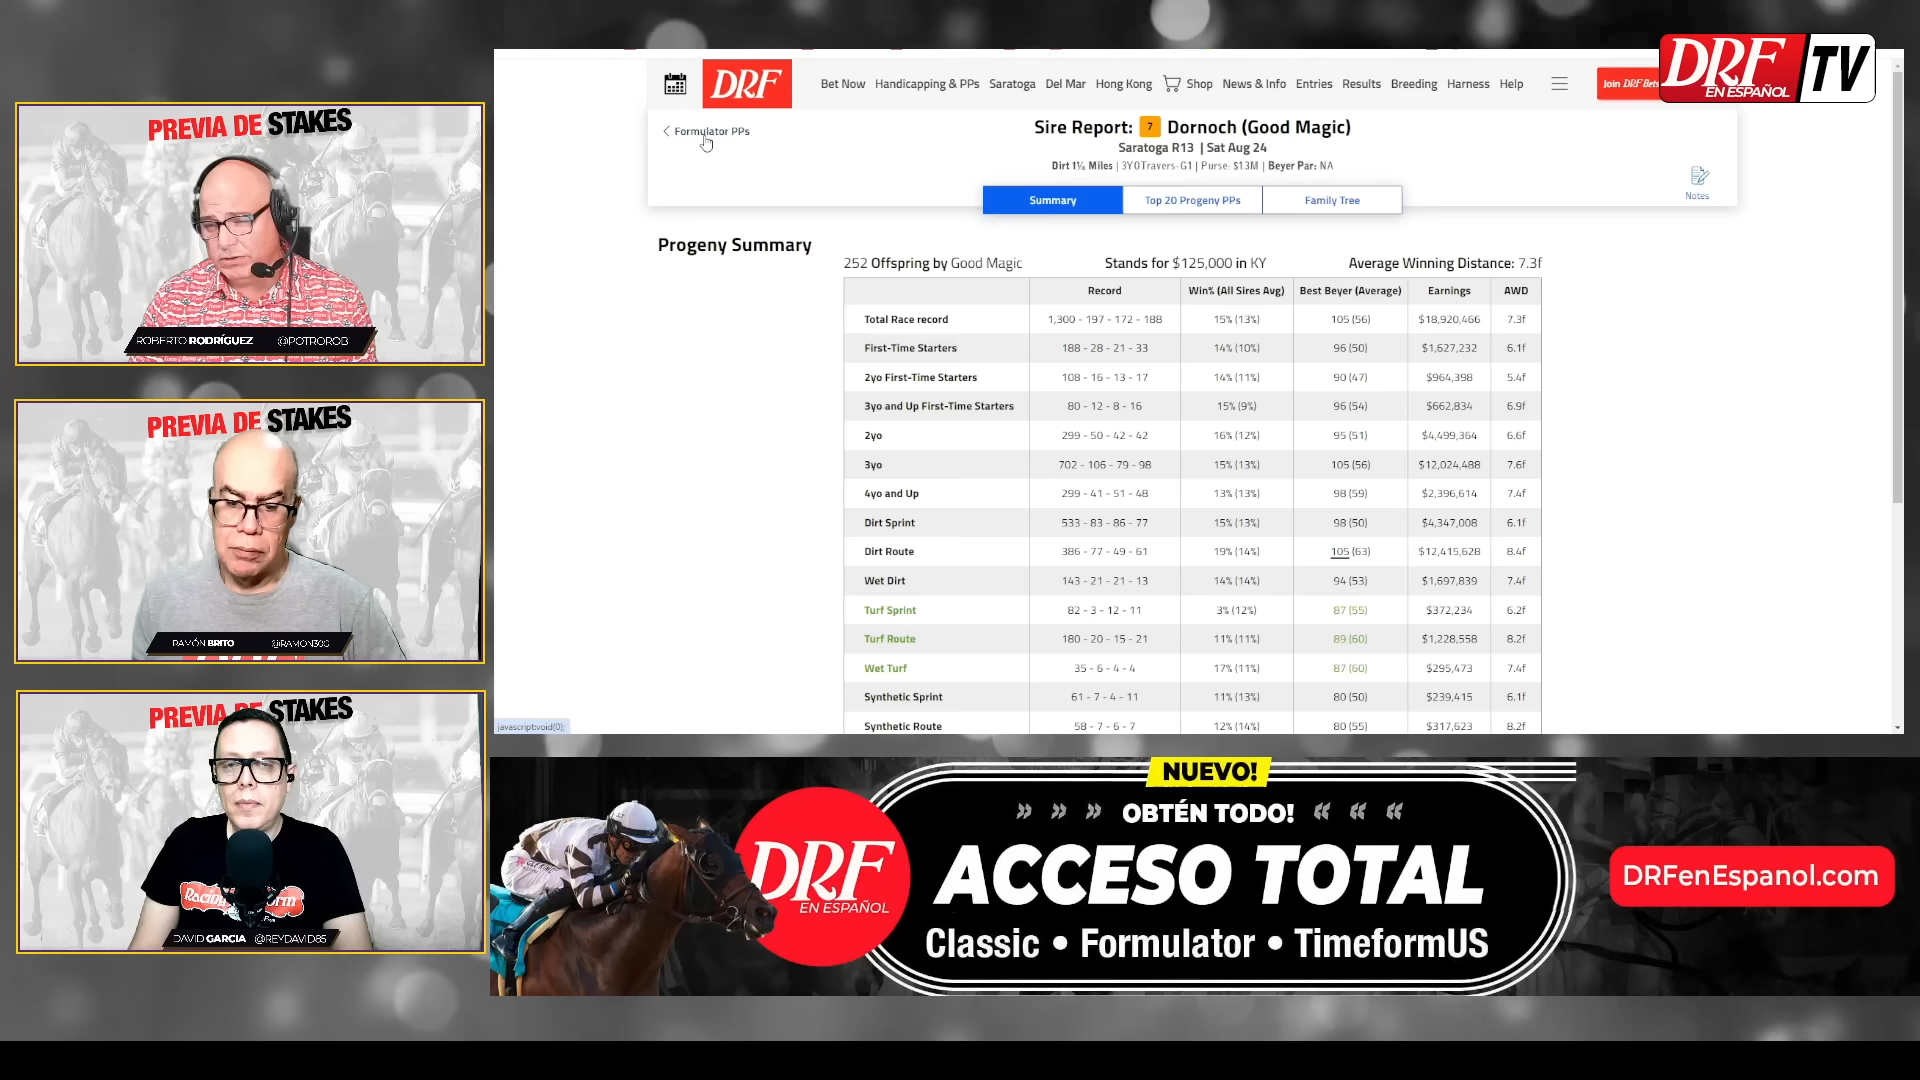 DRF EN ESPAÑOL TV
PREVIA DE STAKES
ROBERTO RODRÍGUEZ @POTROROB
PREVIA DE STAKES
RAMÓN BRITO @RAMON300
PREVIA DE STAKES
Racing Form
DAVID GARCIA @REYDAVID85
DRF
Bet Now Handicapping & PPs Saratoga Del Mar Hong Kong Shop News & Info Entries Results Breeding Harness Help
Join DRF Bets
Formulator PPs
Sire Report: 7 Dornoch (Good Magic)
Saratoga R13 | Sat Aug 24
Dirt 1¼ Miles | 3YO Travers-G1 | Purse: $1.3M | Beyer Par: NA
Notes
Summary Top 20 Progeny PPs Family Tree
Progeny Summary
252 Offspring by Good Magic Stands for $125,000 in KY Average Winning Distance: 7.3f
Record Win% (All Sires Avg) Best Beyer (Average) Earnings AWD
Total Race record 1,300 - 197 - 172 - 188 15% (13%) 105 (56) $18,920,466 7.3f
First-Time Starters 188 - 28 - 21 - 33 14% (10%) 96 (50) $1,627,232 6.1f
2yo First-Time Starters 108 - 16 - 13 - 17 14% (11%) 90 (47) $964,398 5.4f
3yo and Up First-Time Starters 80 - 12 - 8 - 16 15% (9%) 96 (54) $662,834 6.9f
2yo 299 - 50 - 42 - 42 16% (12%) 95 (51) $4,499,364 6.6f
3yo 702 - 106 - 79 - 98 15% (13%) 105 (56) $12,024,488 7.6f
4yo and Up 299 - 41 - 51 - 48 13% (13%) 98 (59) $2,396,614 7.4f
Dirt Sprint 533 - 83 - 86 - 77 15% (13%) 98 (50) $4,347,008 6.1f
Dirt Route 386 - 77 - 49 - 61 19% (14%) 105 (63) $12,415,628 8.4f
Wet Dirt 143 - 21 - 21 - 13 14% (14%) 94 (53) $1,697,839 7.4f
Turf Sprint 82 - 3 - 12 - 11 3% (12%) 87 (55) $372,234 6.2f
Turf Route 180 - 20 - 15 - 21 11% (11%) 89 (60) $1,228,558 8.2f
Wet Turf 35 - 6 - 4 - 4 17% (11%) 87 (60) $295,473 7.4f
Synthetic Sprint 61 - 7 - 4 - 11 11% (13%) 80 (50) $239,415 6.1f
Synthetic Route 58 - 7 - 6 - 7 12% (14%) 80 (55) $317,623 8.2f
javascript:void(0);
NUEVO!
» » » OBTÉN TODO! « « «
DRF EN ESPAÑOL
ACCESO TOTAL
Classic • Formulator • TimeformUS
DRFenEspanol.com